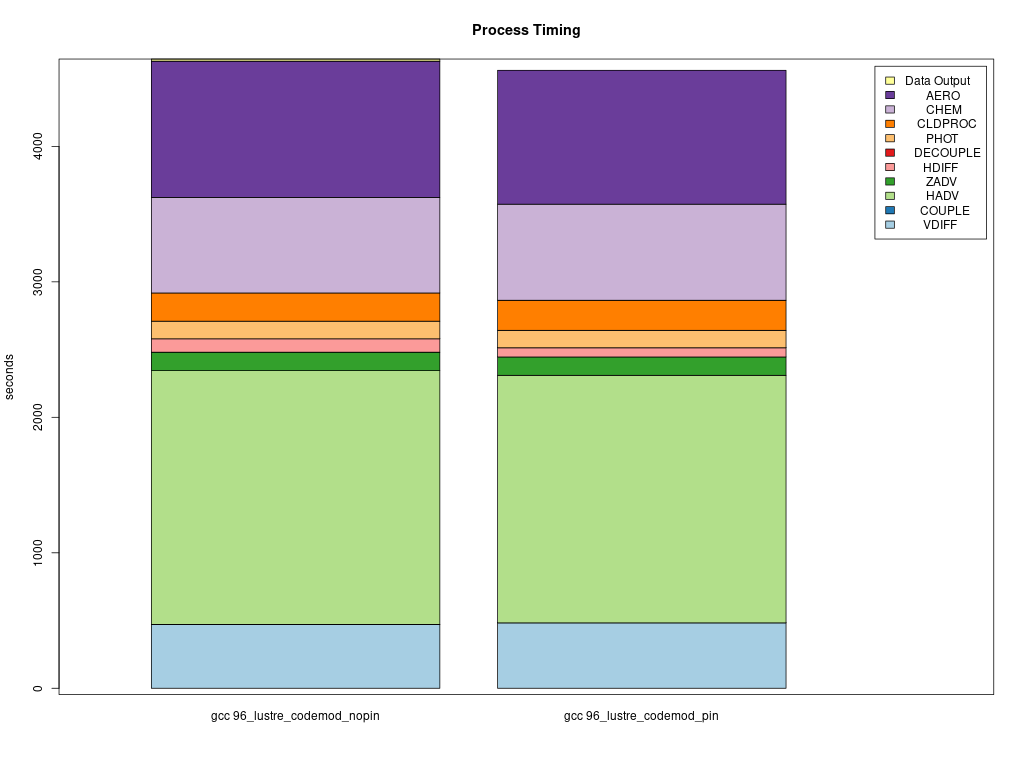 Process Timing
Data Output
AERO
CHEM
CLDPROC
PHOT
DECOUPLE
HDIFF
ZADV
HADV
COUPLE
VDIFF
seconds
4000
3000
2000
1000
0
gcc 96_lustre_codemod_nopin
gcc 96_lustre_codemod_pin